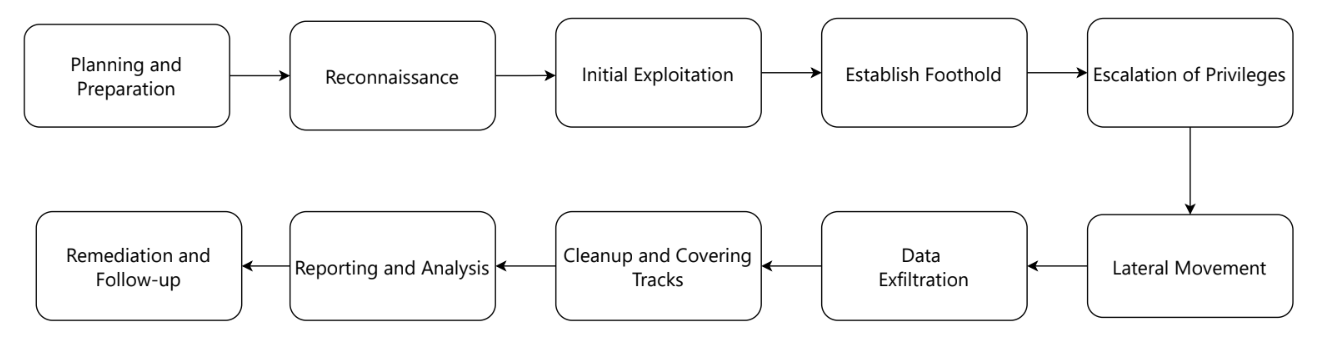 Planning and
Preparation
Reconnaissance
Initial Exploitation
Establish Foothold
Escalation of Privileges
Lateral Movement
Data
Exfiltration
Cleanup and Covering
Tracks
Reporting and Analysis
Remediation and
Follow-up